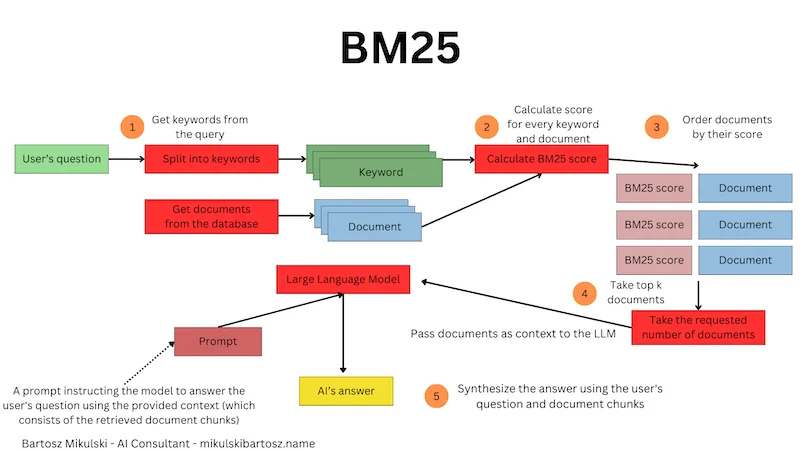 BM25
1
Get keywords from
the query
2
Calculate score
for every keyword
and document
3
Order documents
by their score
User's question
Split into keywords
Keyword
Calculate BM25 score
Get documents
from the database
Document
BM25 score
Document
BM25 score
Document
BM25 score
Document
4
Take top k
documents
Large Language Model
Take the requested
number of documents
Pass documents as context to the LLM
Prompt
AI's answer
5
Synthesize the answer using the user's
question and document chunks
A prompt instructing the model to answer the
user's question using the provided context (which
consists of the retrieved document chunks)
Bartosz Mikulski - AI Consultant - mikulskibartosz.name